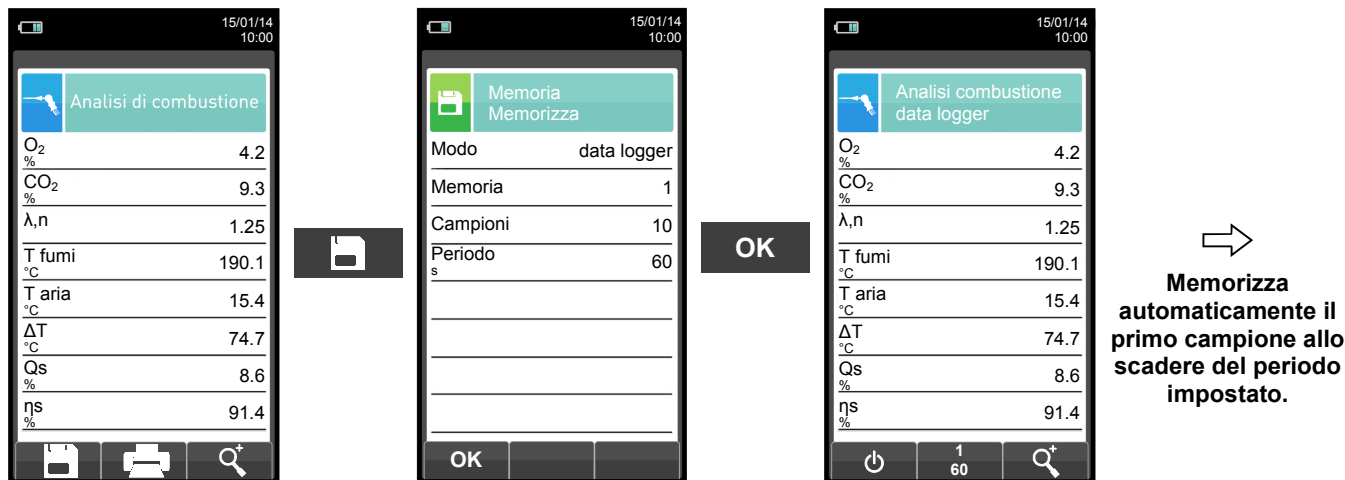 15/01/14
10:00
Analisi di combustione
O₂
%
4.2
CO₂
%
9.3
λ,n
1.25
T fumi
°C
190.1
T aria
°C
15.4
ΔT
°C
74.7
Qs
%
8.6
ηs
%
91.4
15/01/14
10:00
Memoria
Memorizza
Modo data logger
Memoria 1
Campioni 10
Periodo
s
60
OK
OK
15/01/14
10:00
Analisi combustione
data logger
O₂
%
4.2
CO₂
%
9.3
λ,n
1.25
T fumi
°C
190.1
T aria
°C
15.4
ΔT
°C
74.7
Qs
%
8.6
ηs
%
91.4
1
60
Memorizza
automaticamente il
primo campione allo
scadere del periodo
impostato.